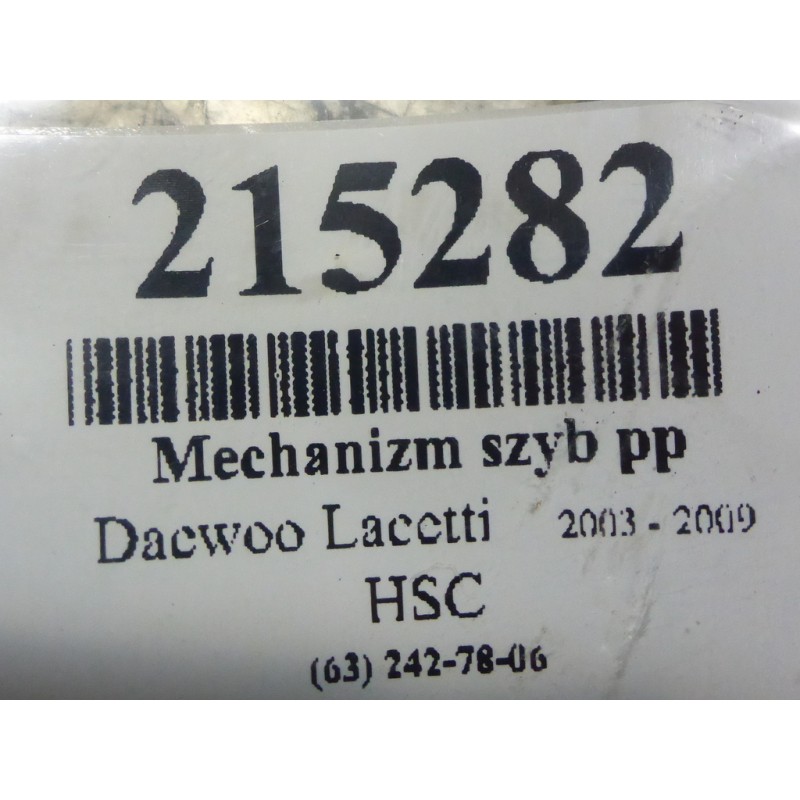 215282
Mechanizm szyb pp
Daewoo Lacetti 2003 - 2009
HSC
(63) 242-78-06